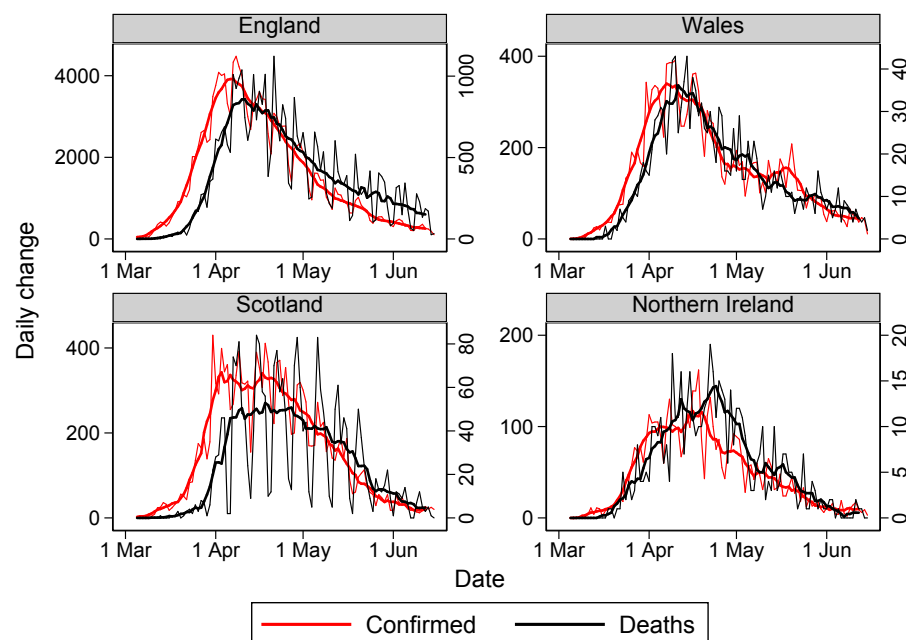 England
Wales
4000
2000
0
1000
500
0
1 Mar
1 Apr
1 May
1 Jun
400
200
0
40
30
20
10
0
1 Mar
1 Apr
1 May
1 Jun
Daily change
Scotland
Northern Ireland
400
200
0
80
60
40
20
0
1 Mar
1 Apr
1 May
1 Jun
200
100
0
20
15
10
5
0
1 Mar
1 Apr
1 May
1 Jun
Date
Confirmed
Deaths